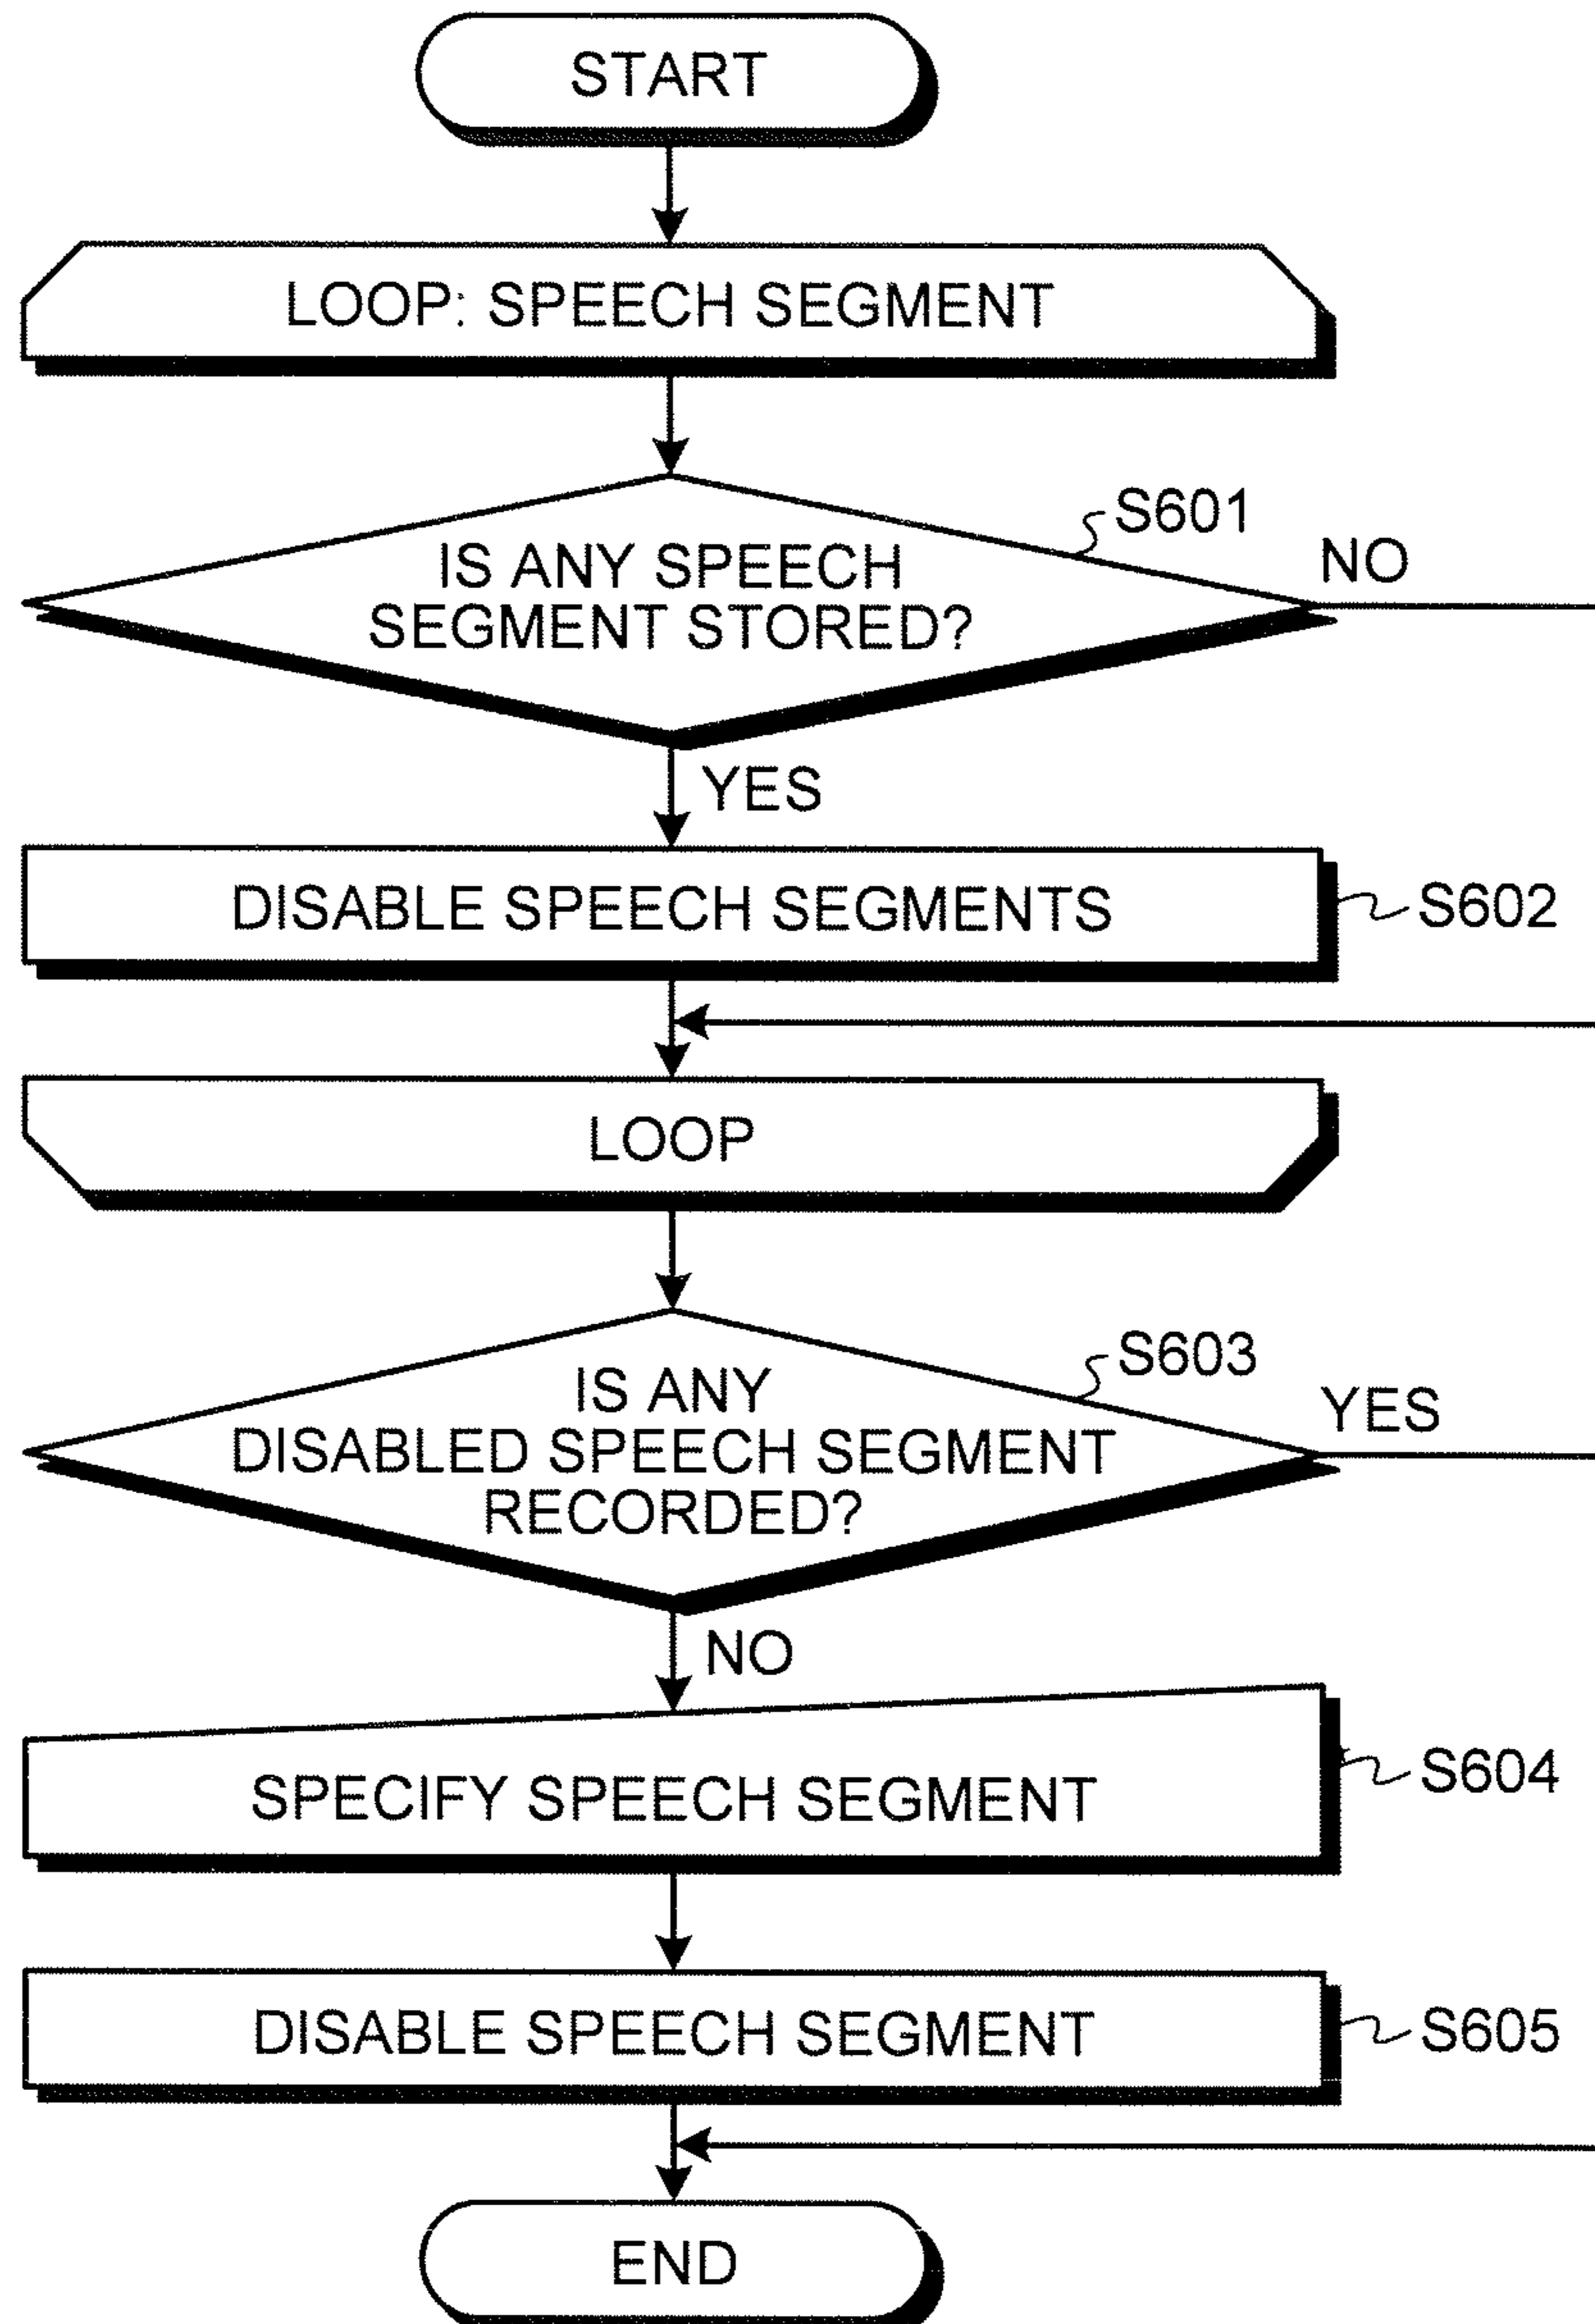 START
LOOP: SPEECH SEGMENT
S601
IS ANY SPEECH
SEGMENT STORED?
NO
YES
DISABLE SPEECH SEGMENTS
S602
LOOP
S603
IS ANY
DISABLED SPEECH SEGMENT
RECORDED?
YES
NO
SPECIFY SPEECH SEGMENT
S604
DISABLE SPEECH SEGMENT
S605
END